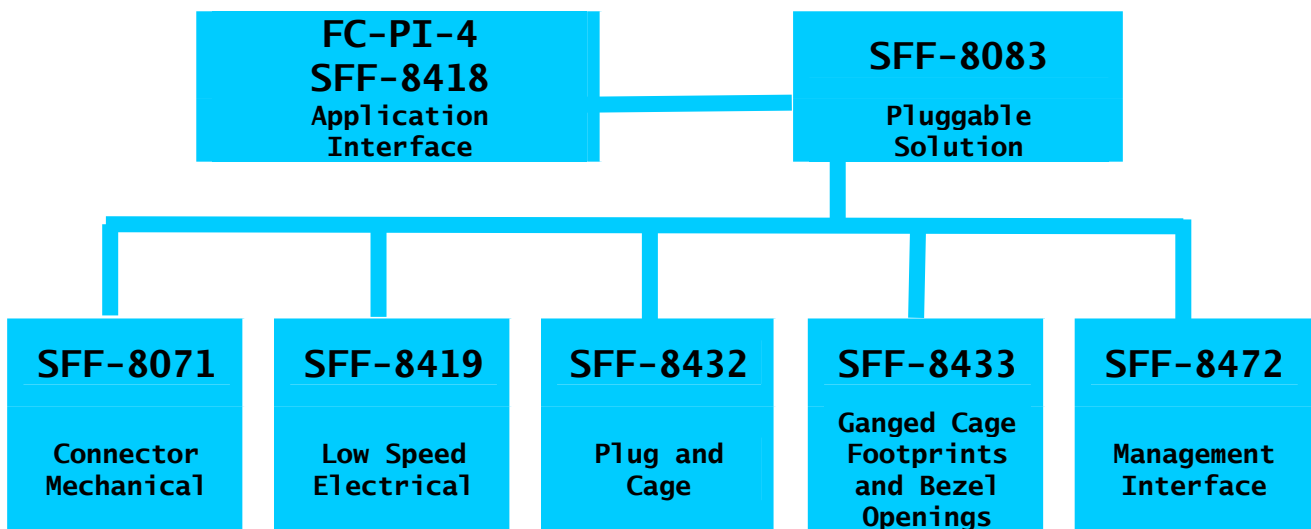 FC-PI-4
SFF-8418
Application
Interface
SFF-8083
Pluggable
Solution
SFF-8071
Connector
Mechanical
SFF-8419
Low Speed
Electrical
SFF-8432
Plug and
Cage
SFF-8433
Ganged Cage
Footprints
and Bezel
Openings
SFF-8472
Management
Interface